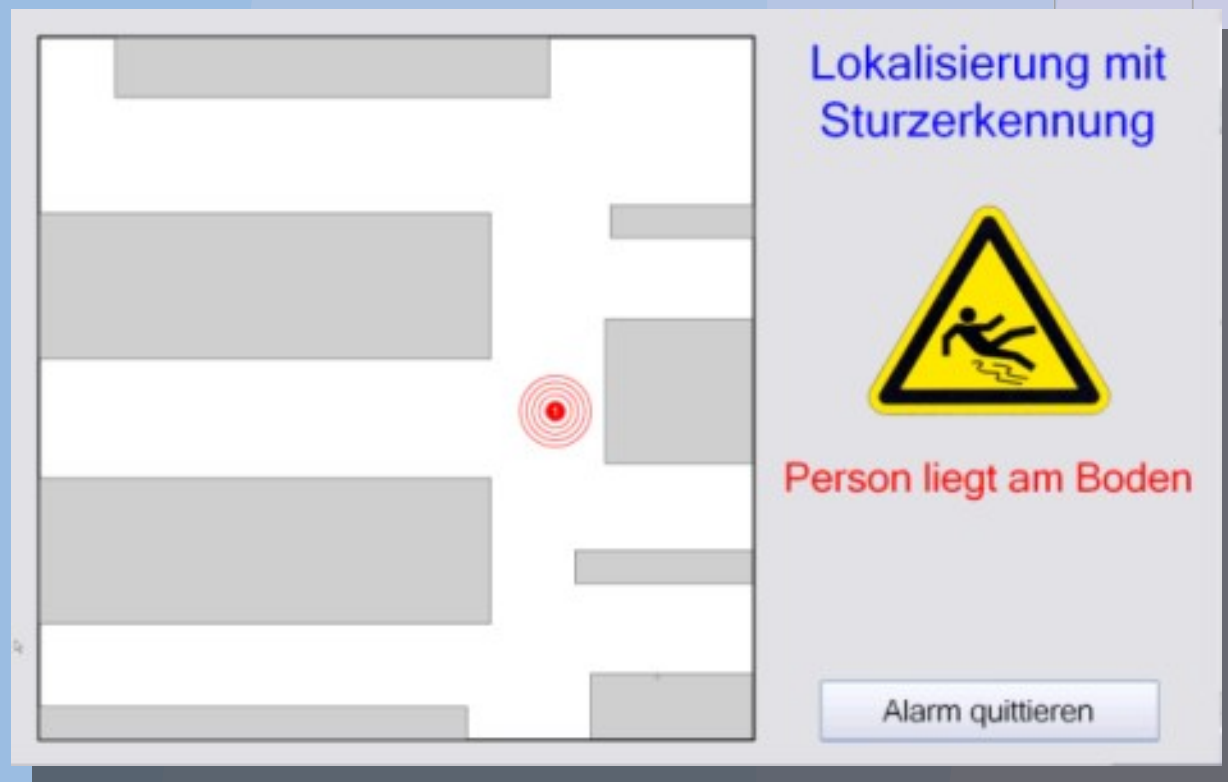 Lokalisierung mit
Sturzerkennung
Person liegt am Boden
Alarm quittieren